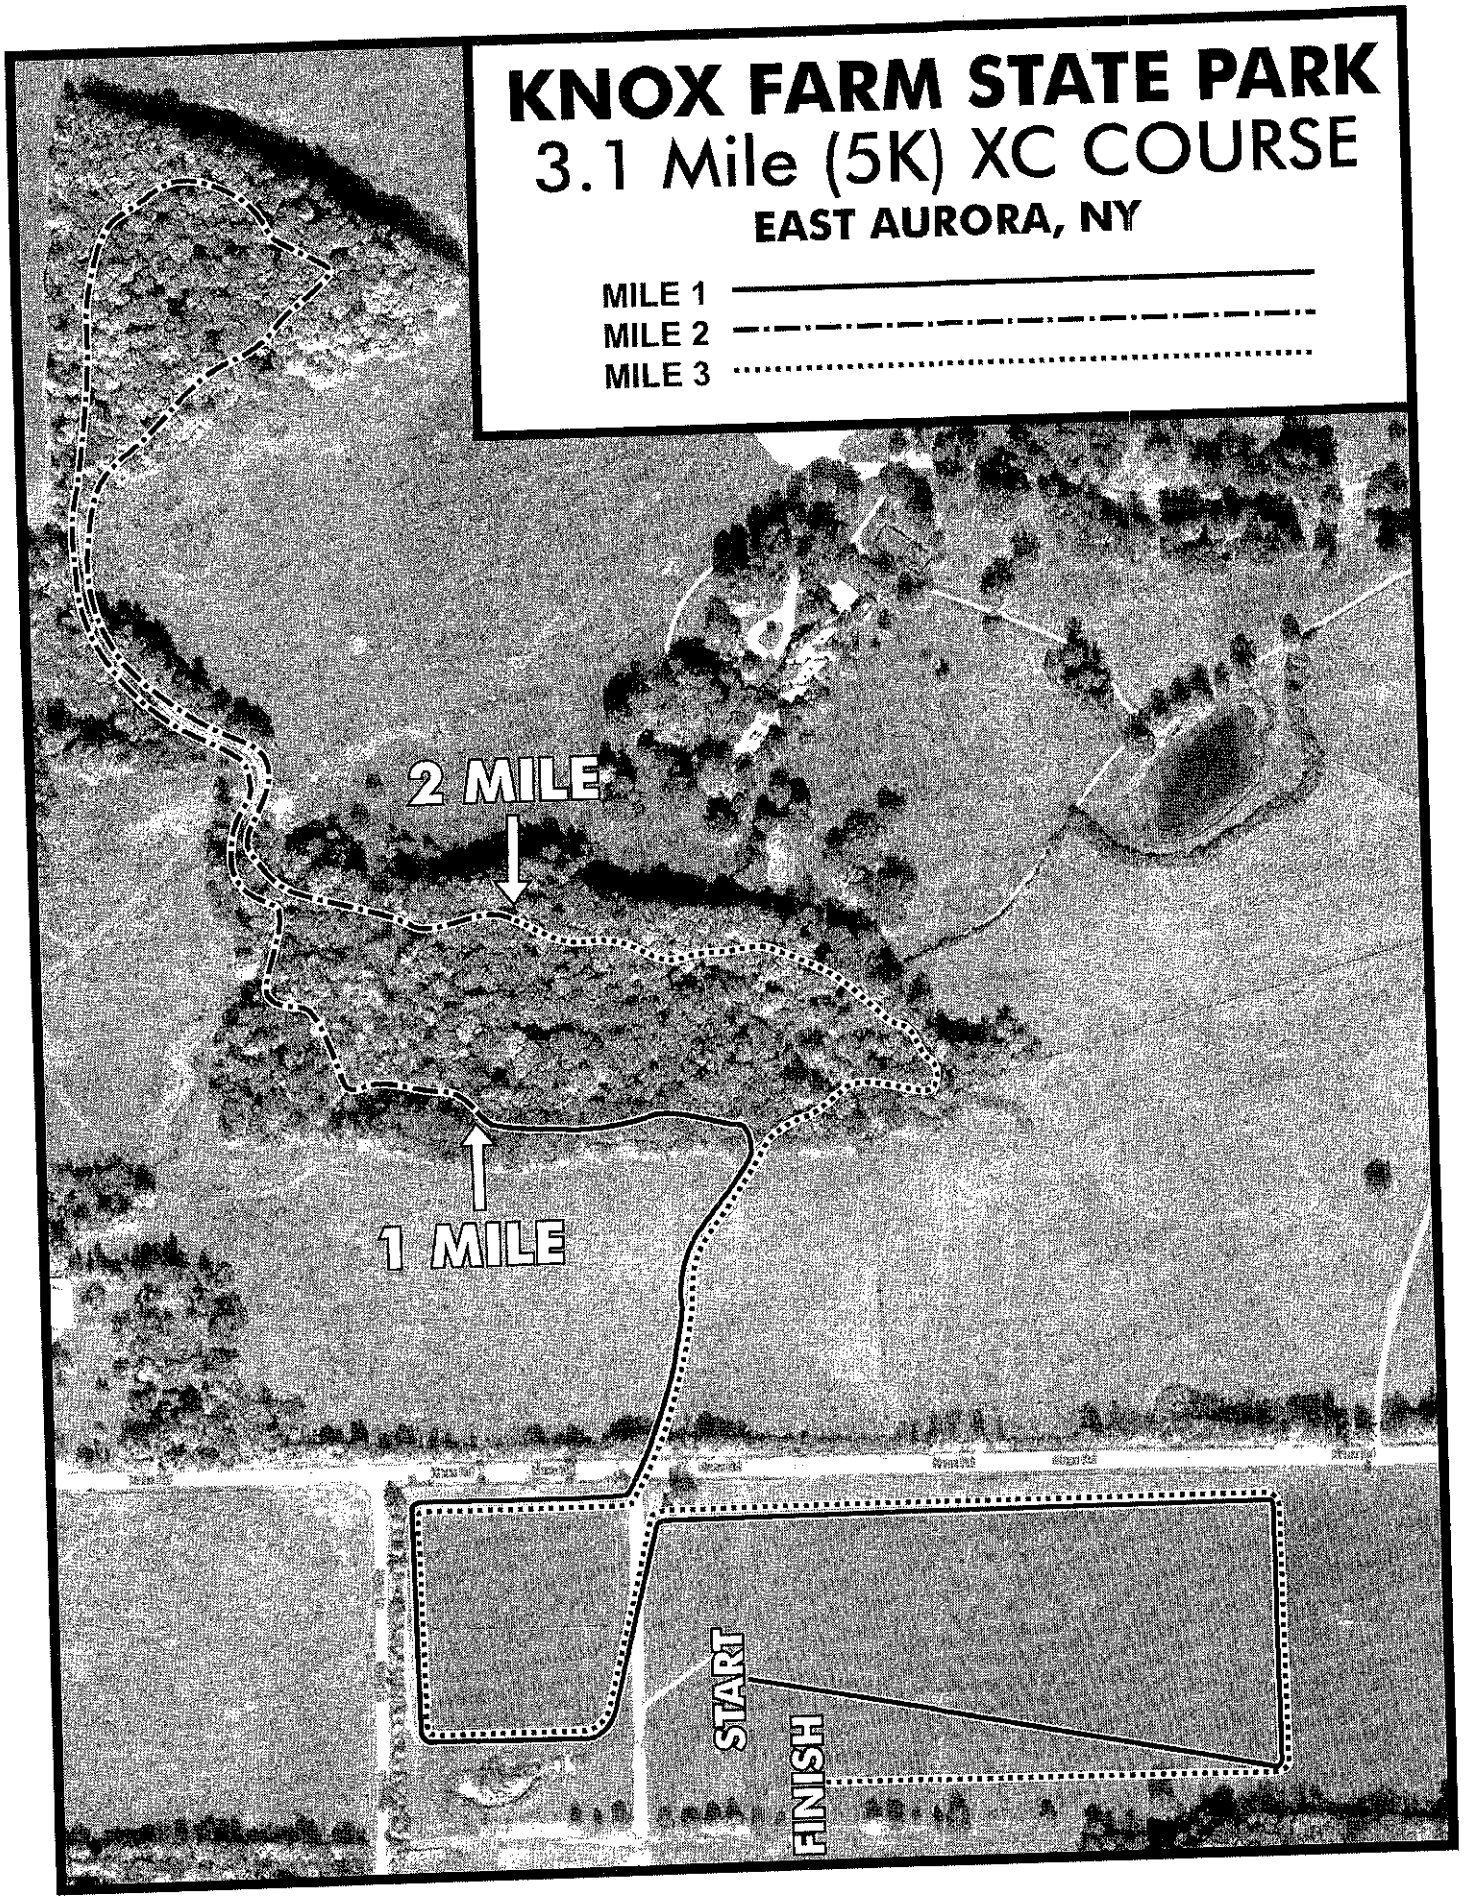 KNOX FARM STATE PARK
3.1 Mile (5K) XC COURSE
EAST AURORA, NY
MILE 1
MILE 2
MILE 3
2 MILE
1 MILE
START
FINISH